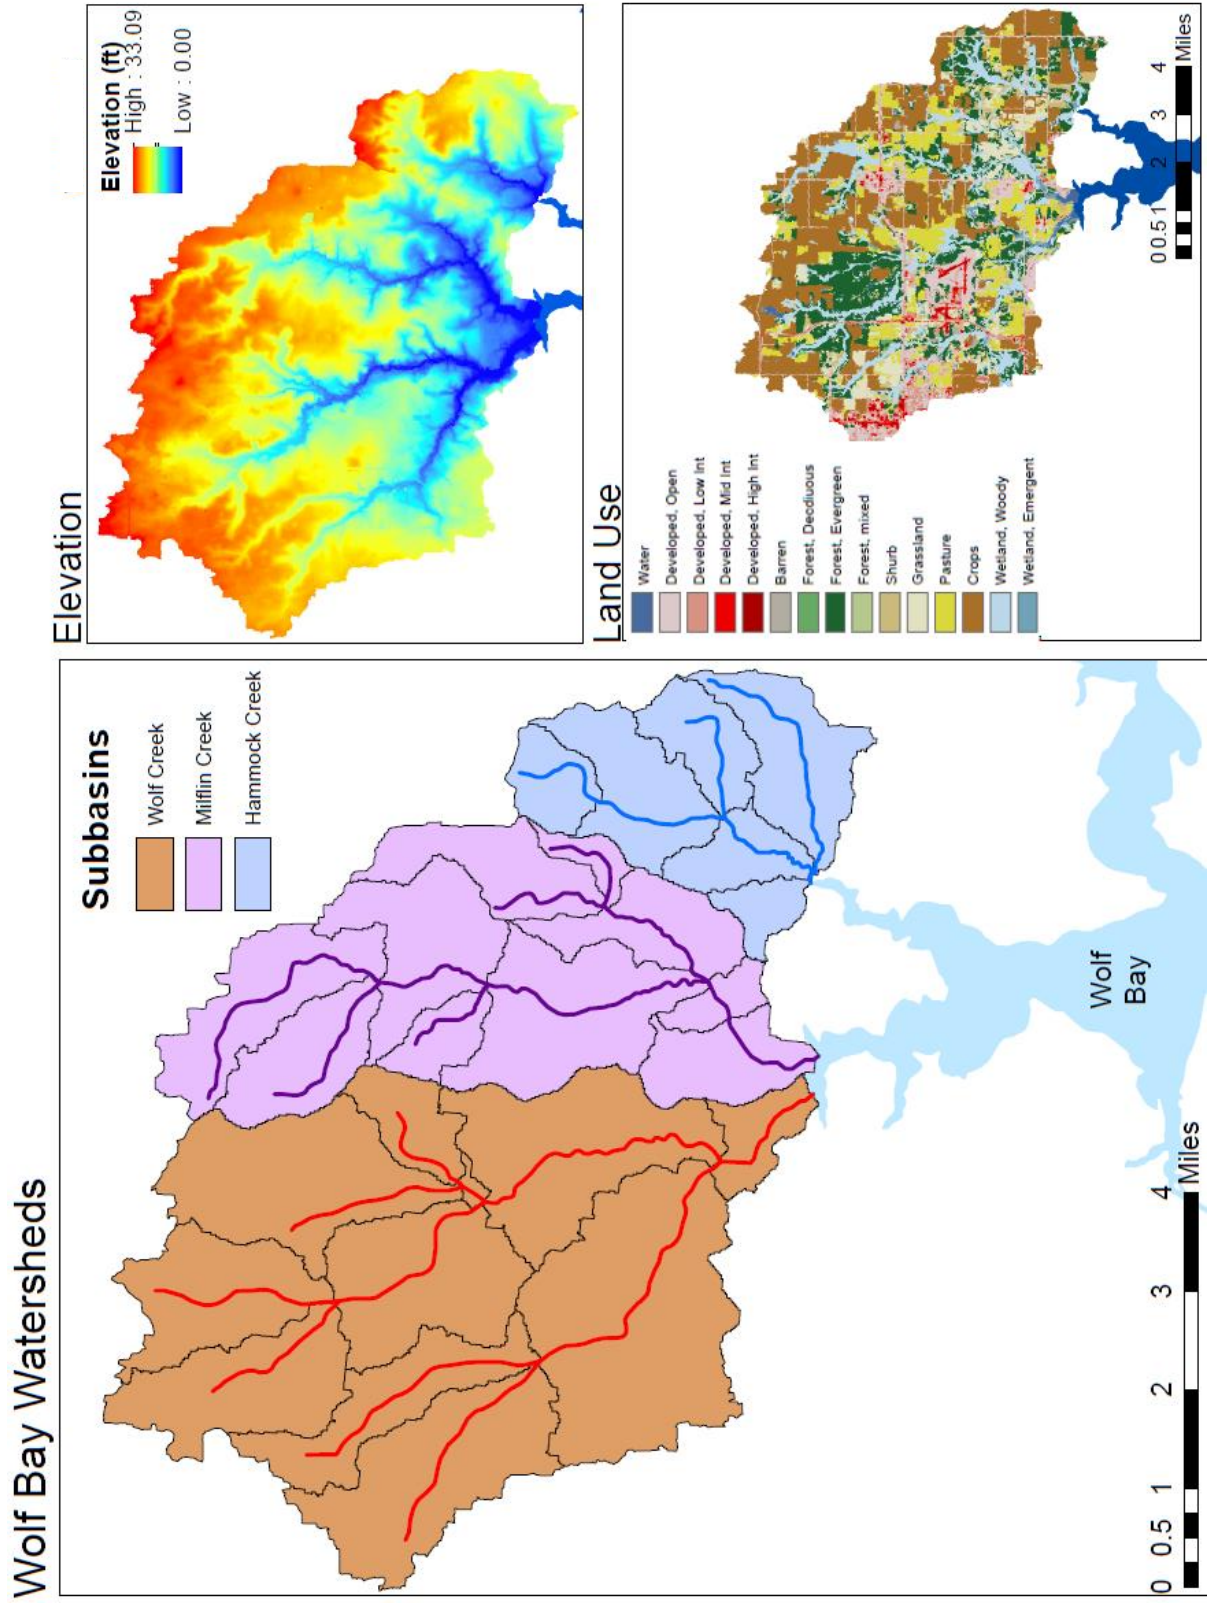 Wolf Bay Watersheds
Subbasins
Wolf Creek
Milflin Creek
Hammock Creek
Wolf
Bay
0 0.5 1 2 3 4
Miles
Elevation
Elevation (ft)
High : 33.09
Low : 0.00
Land Use
Water
Developed, Open
Developed, Low Int
Developed, Mid Int
Developed, High Int
Barren
Forest, Deciduous
Forest, Evergreen
Forest, mixed
Shurb
Grassland
Pasture
Crops
Wetland, Woody
Wetland, Emergent
0 0.5 1 2 3 4
Miles